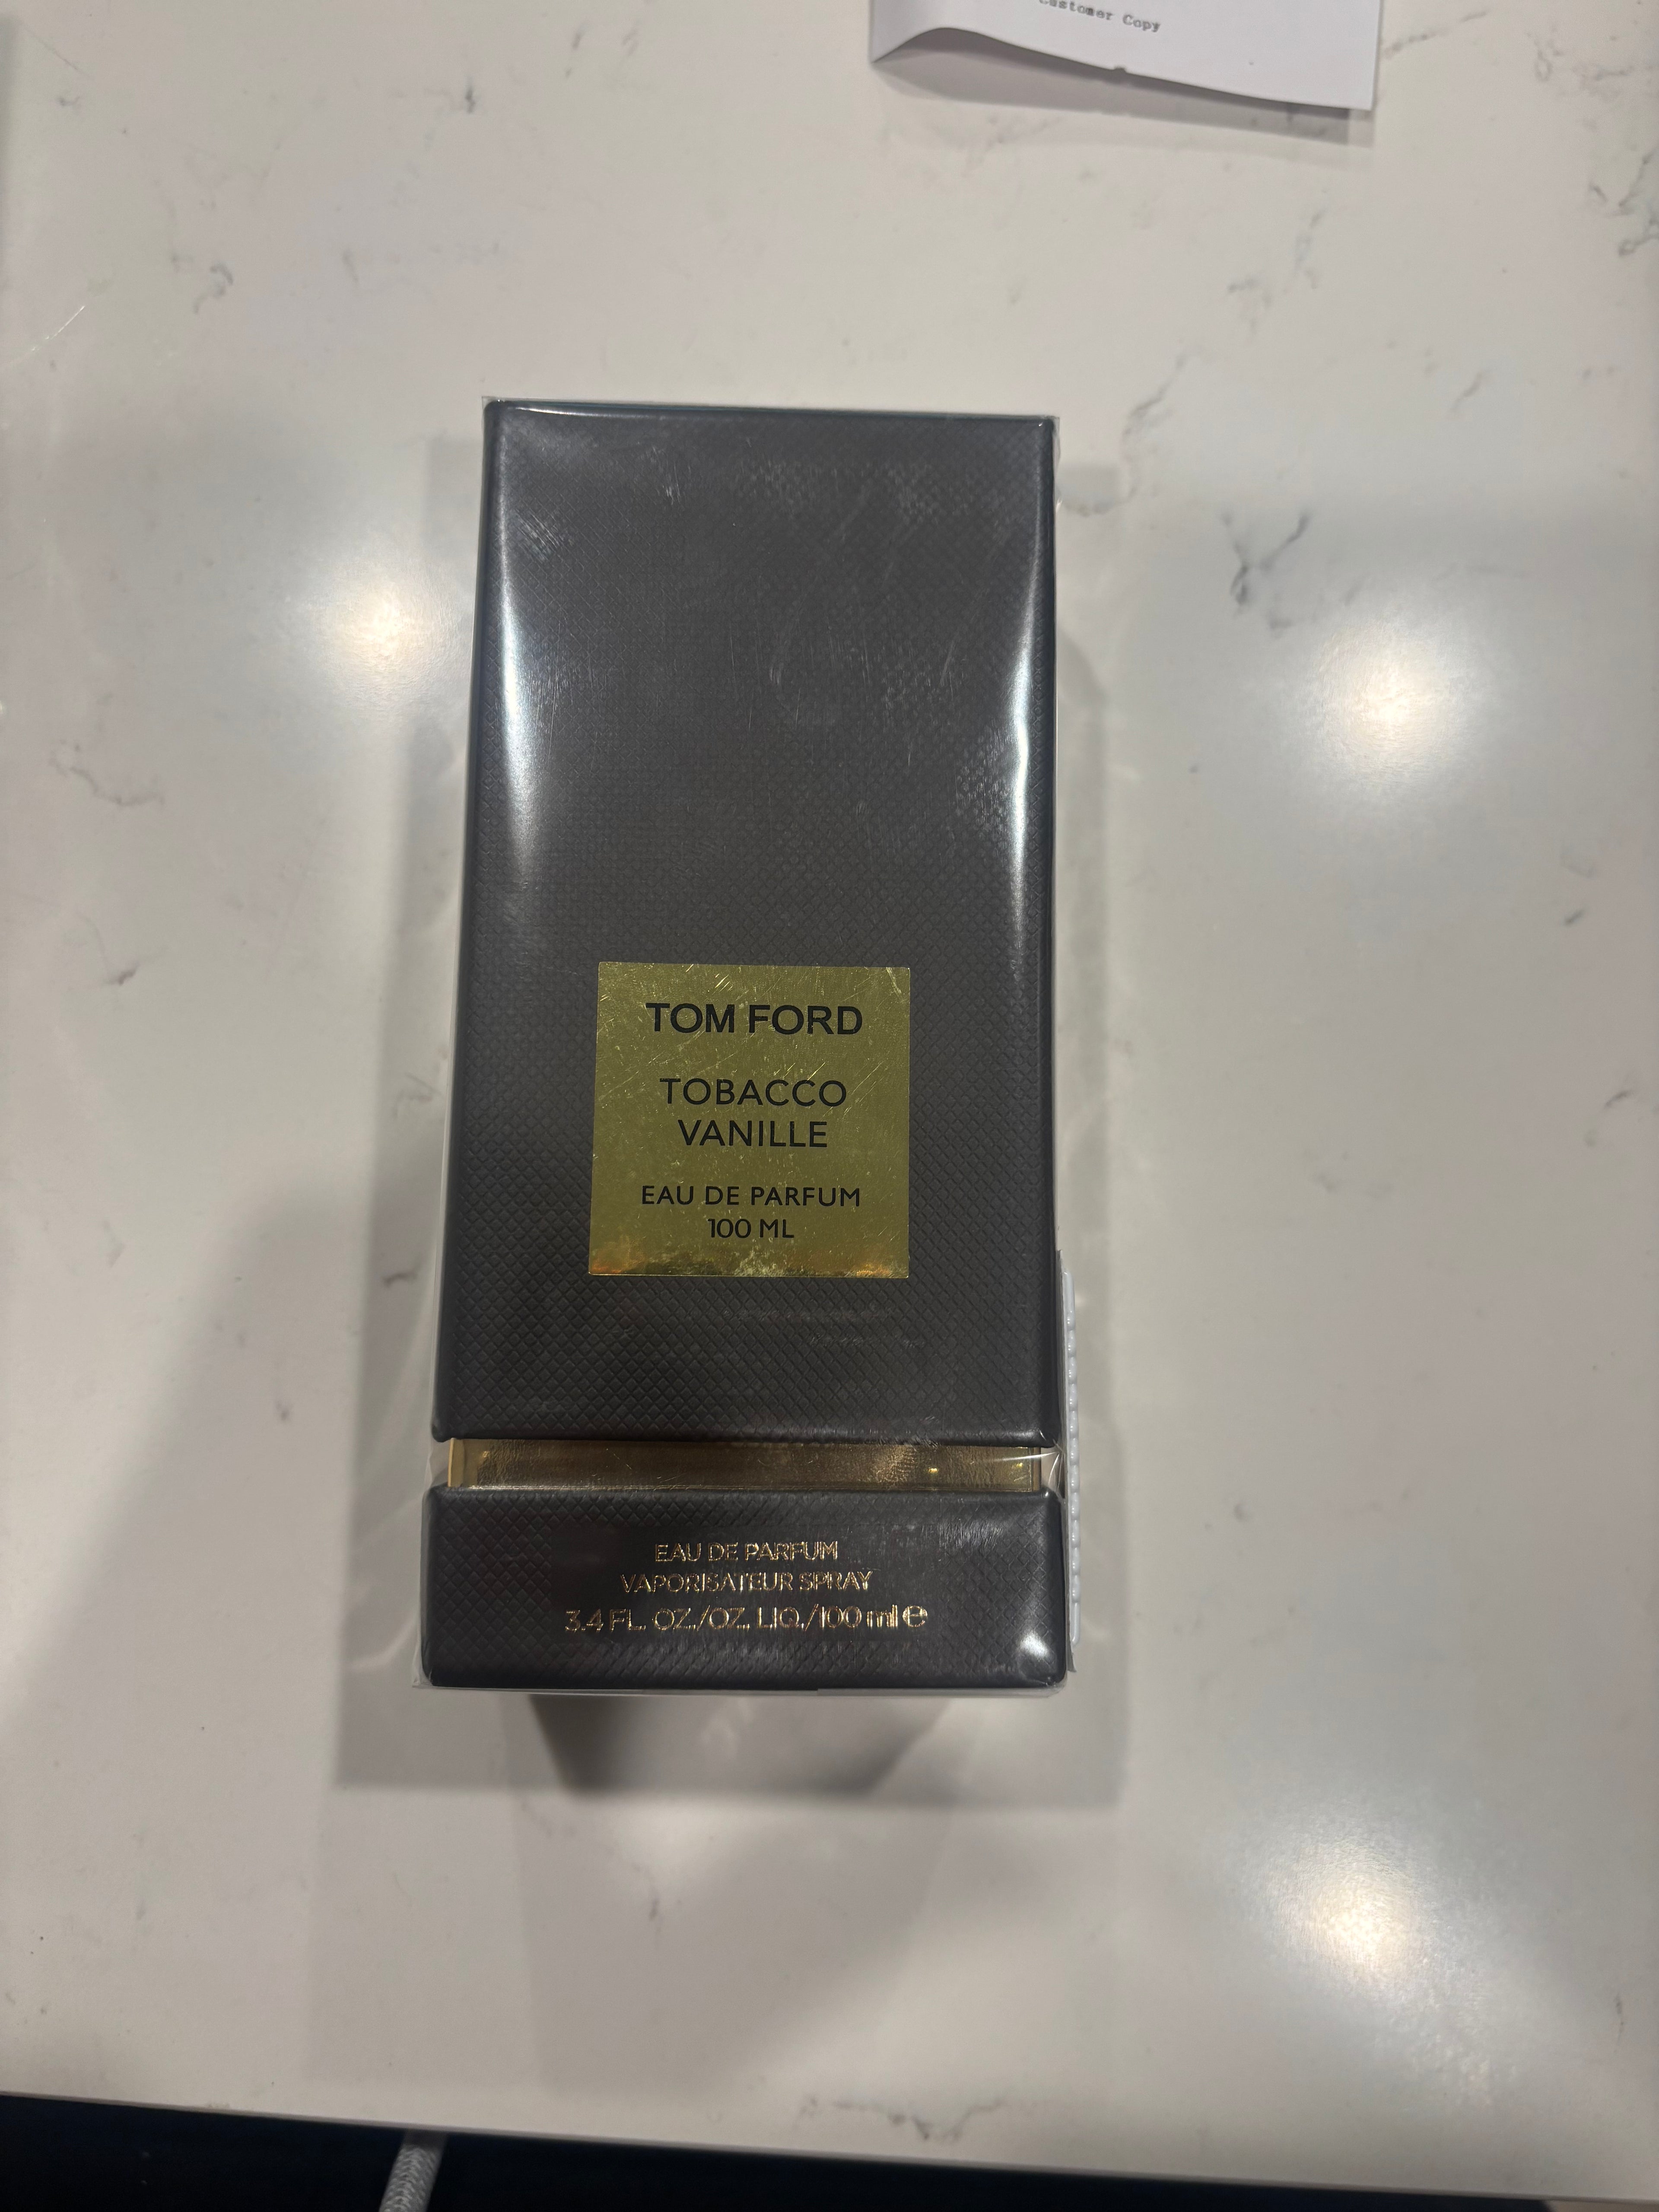 Customer Copy
TOM FORD
TOBACCO
VANILLE
EAU DE PARFUM
100 ML
EAU DE PARFUM
VAPORISATEUR SPRAY
3.4 FL. OZ./OZ. LIQ./100 ml ℮